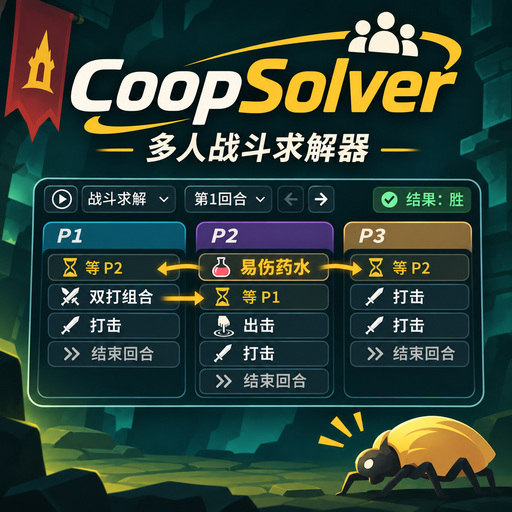 CoopSolver
多人战斗求解器
战斗求解 第1回合 结果：胜
P1
等 P2
双打组合
打击
结束回合
P2
易伤药水
等 P1
出击
打击
结束回合
P3
等 P2
打击
打击
结束回合